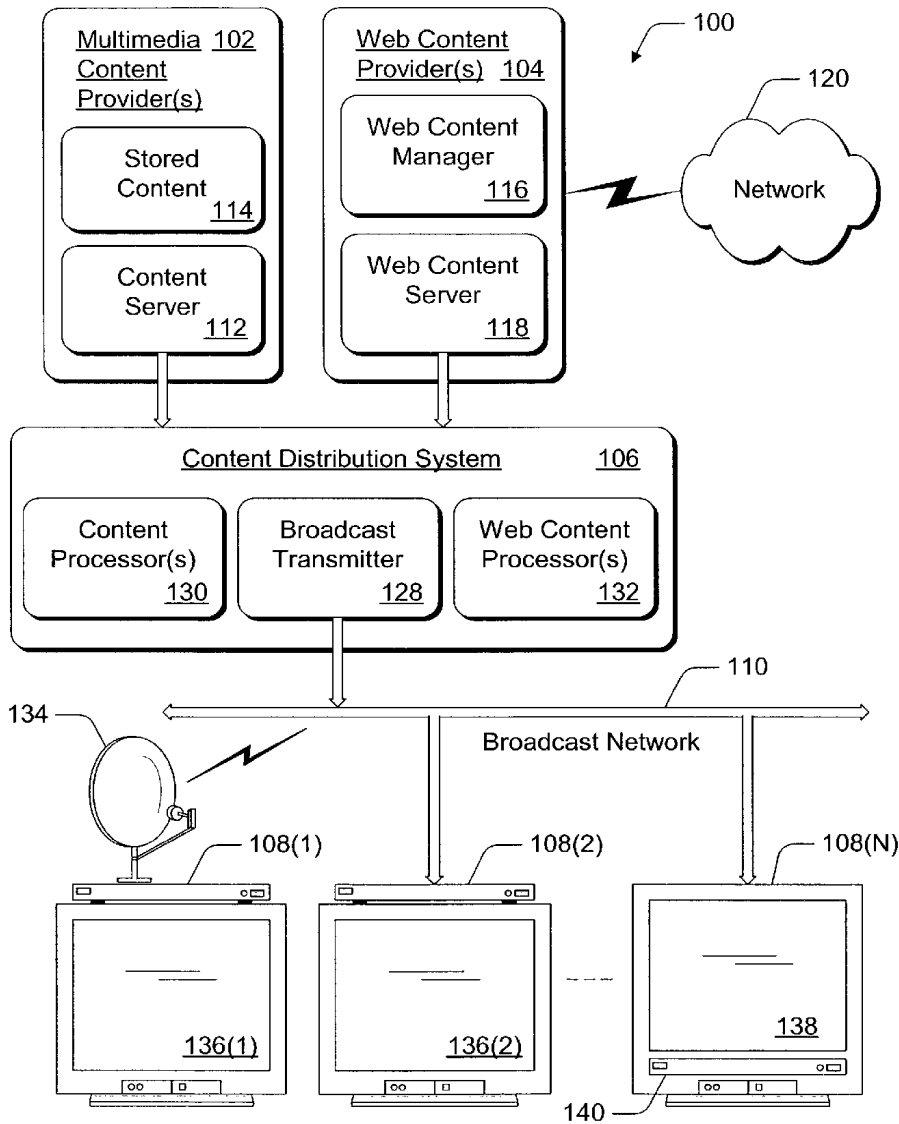 100
Multimedia 102
Content
Provider(s)
Stored
Content
114
Content
Server
112
Web Content
Provider(s) 104
Web Content
Manager
116
Web Content
Server
118
120
Network
Content Distribution System 106
Content
Processor(s)
130
Broadcast
Transmitter
128
Web Content
Processor(s)
132
110
Broadcast Network
134
108(1)
108(2)
108(N)
136(1)
136(2)
138
140